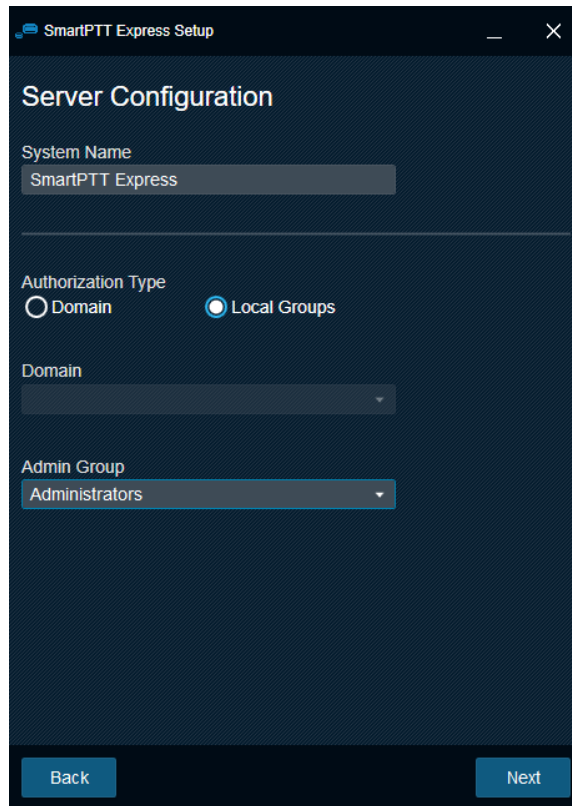 SmartPTT Express Setup
Server Configuration
System Name
SmartPTT Express
Authorization Type
Domain Local Groups
Domain
Admin Group
Administrators
Back Next